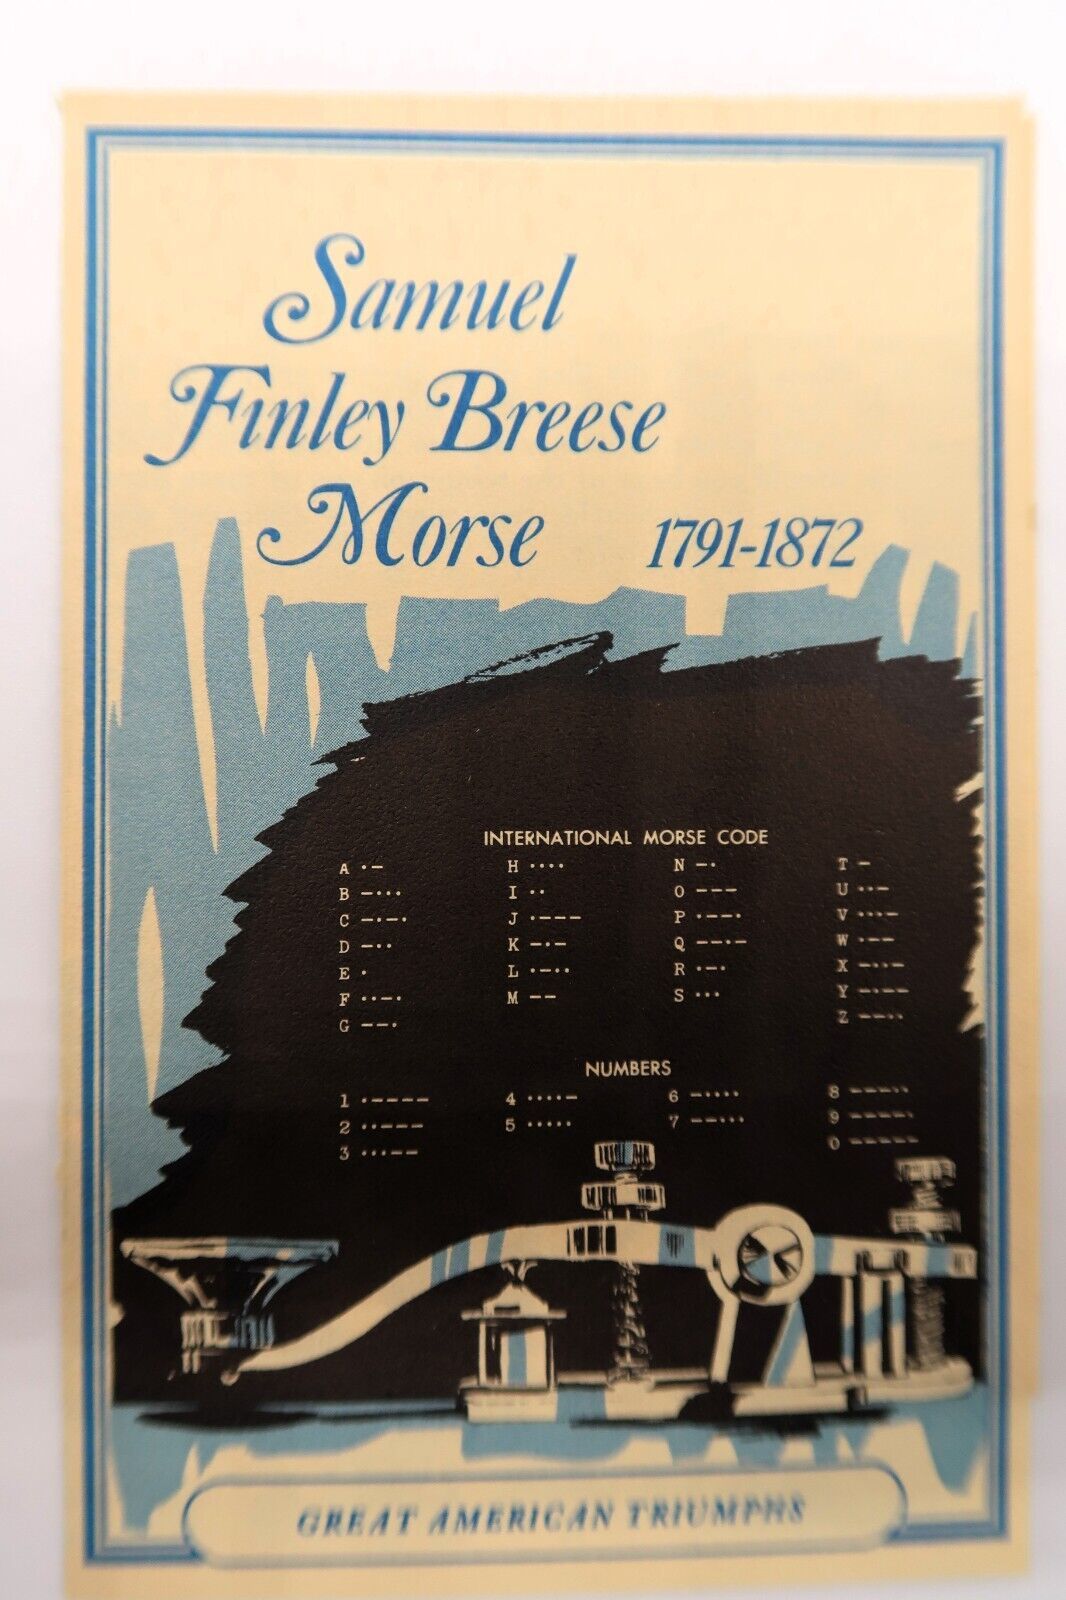 Samuel
Finley Breese
Morse 1791-1872
INTERNATIONAL MORSE CODE
A ·— H ···· N —· T —
B —··· I ·· O ——— U ··—
C —·—· J ·——— P ·——· V ···—
D —·· K —·— Q ——·— W ·——
E · L ·—·· R ·—· X —··—
F ··—· M —— S ··· Y —·——
G ——· Z ——··
NUMBERS
1 ·———— 4 ····— 6 —···· 8 ———··
2 ··——— 5 ····· 7 ——··· 9 ————·
3 ···—— 0 —————
GREAT AMERICAN TRIUMPHS